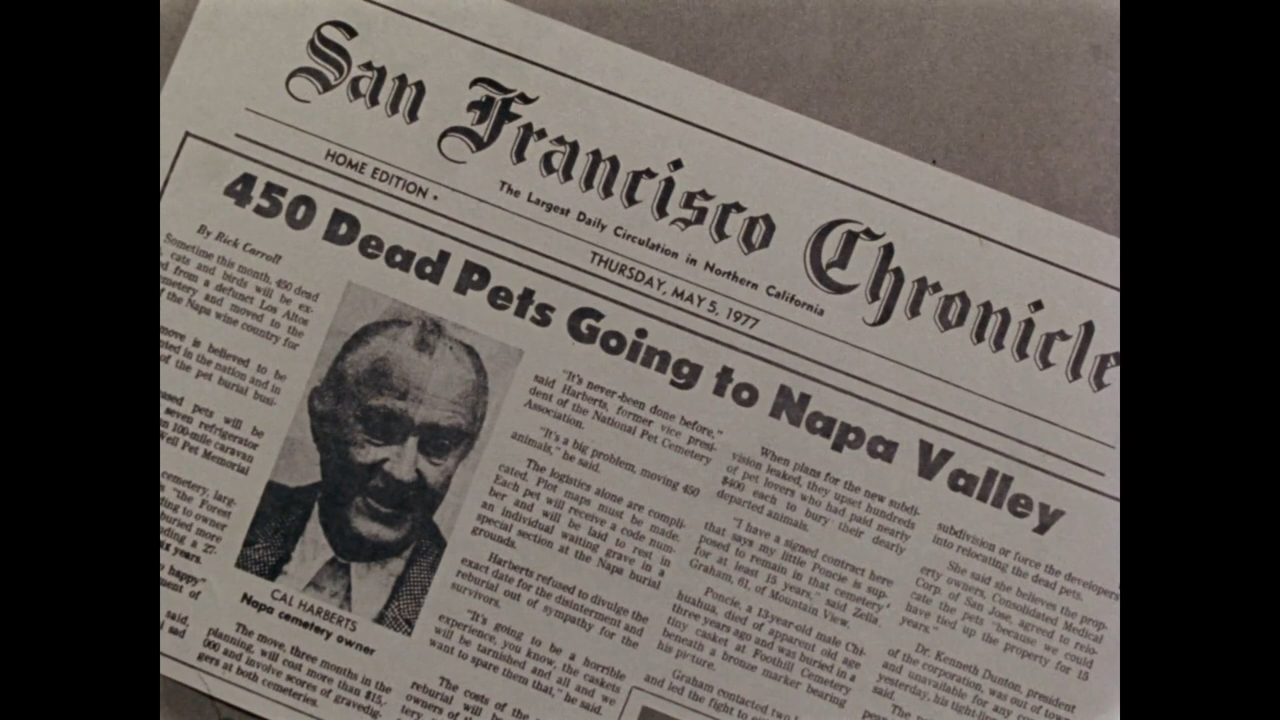 San Francisco Chronicle
The Largest Daily Circulation in Northern California
HOME EDITION •
THURSDAY, MAY 5, 1977
450 Dead Pets Going to Napa Valley
By Rick Carroll
Sometime this month, 450 dead
cats and birds will be ex-
from a defunct Los Altos
and moved to the
the Napa wine country for
move is believed to be
in the nation and in
of the pet burial busi-
pets will be
seven refrigerator
100-mile caravan
Well Pet Memorial
cemetery, larg-
"the Forest
to owner
buried more
a 27-
years.
happy"
of
said,
sad
The move, three months in the
planning, will cost more than $15,-
000 and involve scores of gravedig-
gers at both cemeteries.
CAL HARBERTS
Napa cemetery owner
"It's never been done before,"
said Harberts, former vice presi-
dent of the National Pet Cemetery
Association.
"It's a big problem, moving 450
animals," he said.
The logistics alone are compli-
cated. Plot maps must be made.
Each pet will receive a code num-
ber and will be laid to rest in
an individual waiting grave in a
special section at the Napa burial
grounds.
Harberts refused to divulge the
exact date for the disinterment and
reburial out of sympathy for the
survivors.
"It's going to be a horrible
experience, you know, the caskets
will be tarnished and all and we
want to spare them that," he said.
The costs of the
reburial will
owners of
When plans for the new subdi-
vision leaked, they upset hundreds
of pet lovers who had paid nearly
$400 each to bury their dearly
departed animals.
"I have a signed contract here
that says my little Poncie is sup-
posed to remain in that cemetery
for at least 15 years," said Zella
Graham, 61, of Mountain View.
Poncie, a 13-year-old male Chi-
huahua, died of apparent old age
three years ago and was buried in a
tiny casket at Foothill Cemetery
beneath a bronze marker bearing
his picture.
Graham contacted two
and led the fight to
subdivision or force the developers
into relocating the dead pets.
She said she believes the prop-
erty owners, Consolidated Medical
Corp. of San Jose, agreed to relo-
cate the pets "because we could
have tied up the property for 15
years."
Dr. Kenneth Dunton, president
of the corporation, was out of town
and unavailable for any
yesterday, his
said.
The